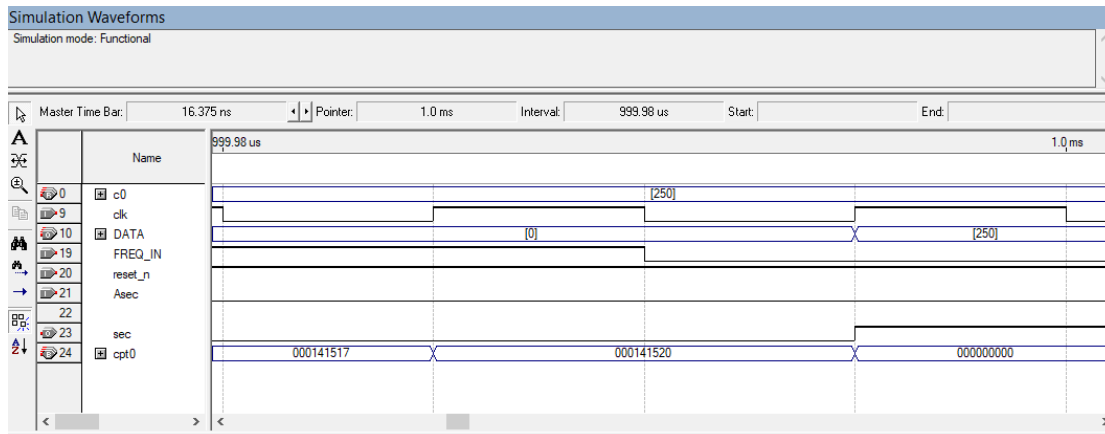 Simulation Waveforms
Simulation mode: Functional
Master Time Bar: 16.375 ns Pointer: 1.0 ms Interval: 999.98 us Start: End:
Name 999.98 us 1.0 ms
0 c0 [250]
9 clk
10 DATA [0] [250]
19 FREQ_IN
20 reset_n
21 Asec
22
23 sec
24 cpt0 000141517 000141520 000000000